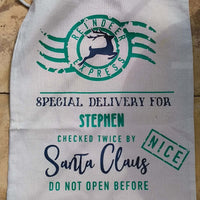 REINDEER
EXPRESS
SPECIAL DELIVERY FOR
STEPHEN
CHECKED TWICE BY
Santa Claus
NICE
DO NOT OPEN BEFORE